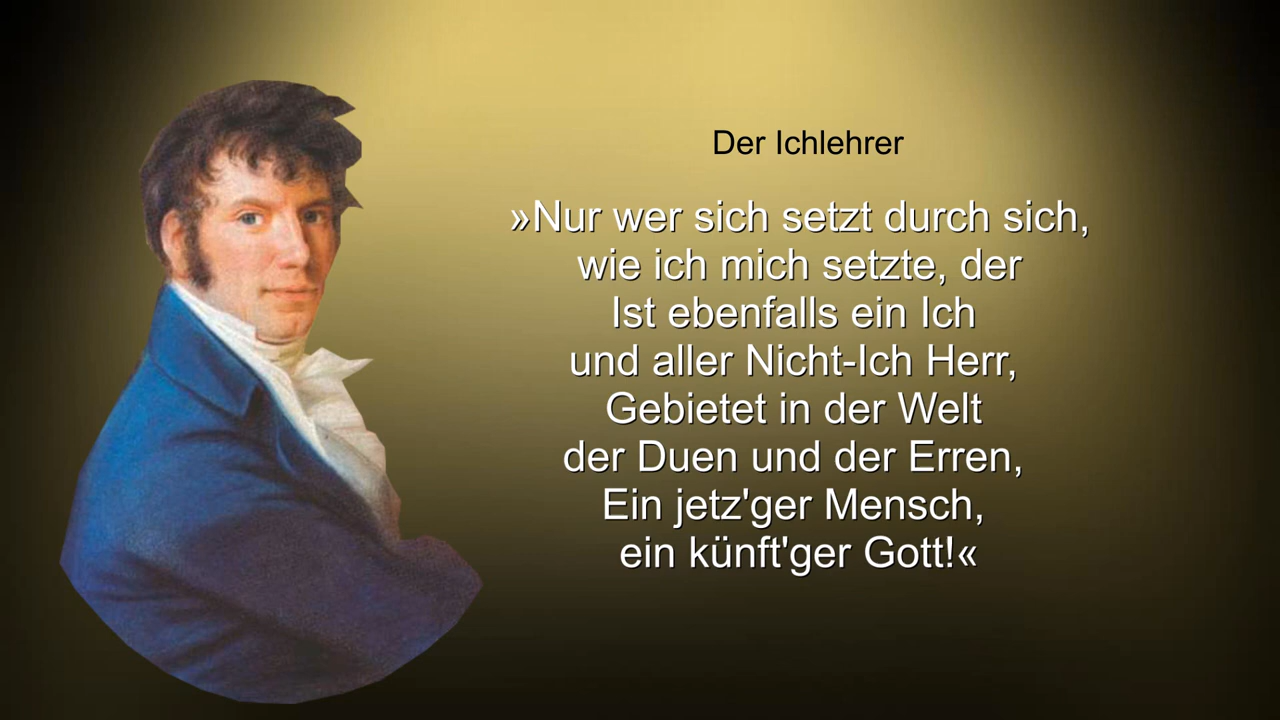 Der Ichlehrer
»Nur wer sich setzt durch sich,
wie ich mich setzte, der
Ist ebenfalls ein Ich
und aller Nicht-Ich Herr,
Gebietet in der Welt
der Duen und der Erren,
Ein jetz'ger Mensch,
ein künft'ger Gott!«